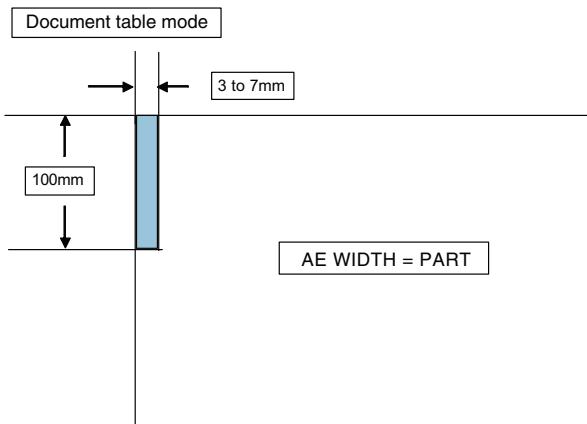 Document table mode
3 to 7mm
100mm
AE WIDTH = PART